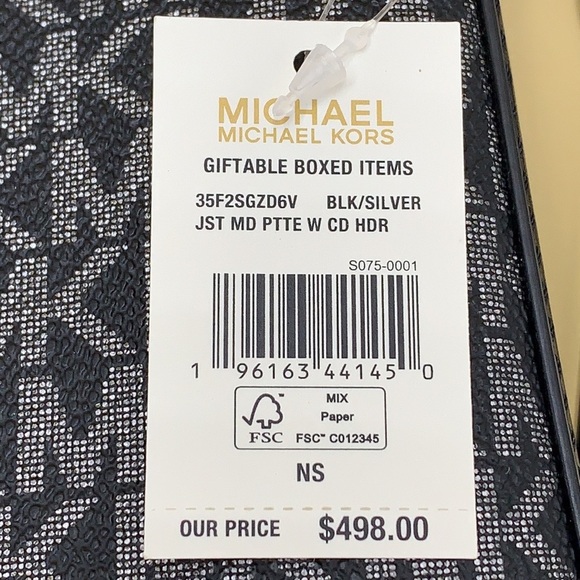 MICHAEL
MICHAEL KORS
GIFTABLE BOXED ITEMS
35F2SGZD6V BLK/SILVER
JST MD PTTE W CD HDR
S075-0001
1 96163 44145 0
MIX
Paper
FSC FSC™ C012345
NS
OUR PRICE $498.00